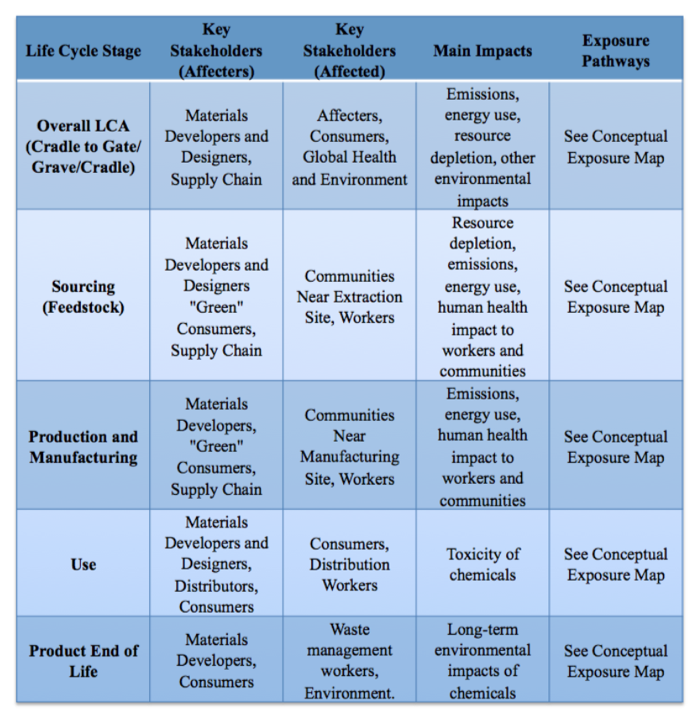 Life Cycle Stage
Key
Stakeholders
(Affecters)
Key
Stakeholders
(Affected)
Main Impacts
Exposure
Pathways
Overall LCA
(Cradle to Gate/
Grave/Cradle)
Materials
Developers and
Designers,
Supply Chain
Affecters,
Consumers,
Global Health
and Environment
Emissions,
energy use,
resource
depletion, other
environmental
impacts
See Conceptual
Exposure Map
Sourcing
(Feedstock)
Materials
Developers and
Designers
"Green"
Consumers,
Supply Chain
Communities
Near Extraction
Site, Workers
Resource
depletion,
emissions,
energy use,
human health
impact to
workers and
communities
See Conceptual
Exposure Map
Production and
Manufacturing
Materials
Developers,
"Green"
Consumers,
Supply Chain
Communities
Near
Manufacturing
Site, Workers
Emissions,
energy use,
human health
impact to
workers and
communities
See Conceptual
Exposure Map
Use
Materials
Developers and
Designers,
Distributors,
Consumers
Consumers,
Distribution
Workers
Toxicity of
chemicals
See Conceptual
Exposure Map
Product End of
Life
Materials
Developers,
Consumers
Waste
management
workers,
Environment.
Long-term
environmental
impacts of
chemicals
See Conceptual
Exposure Map